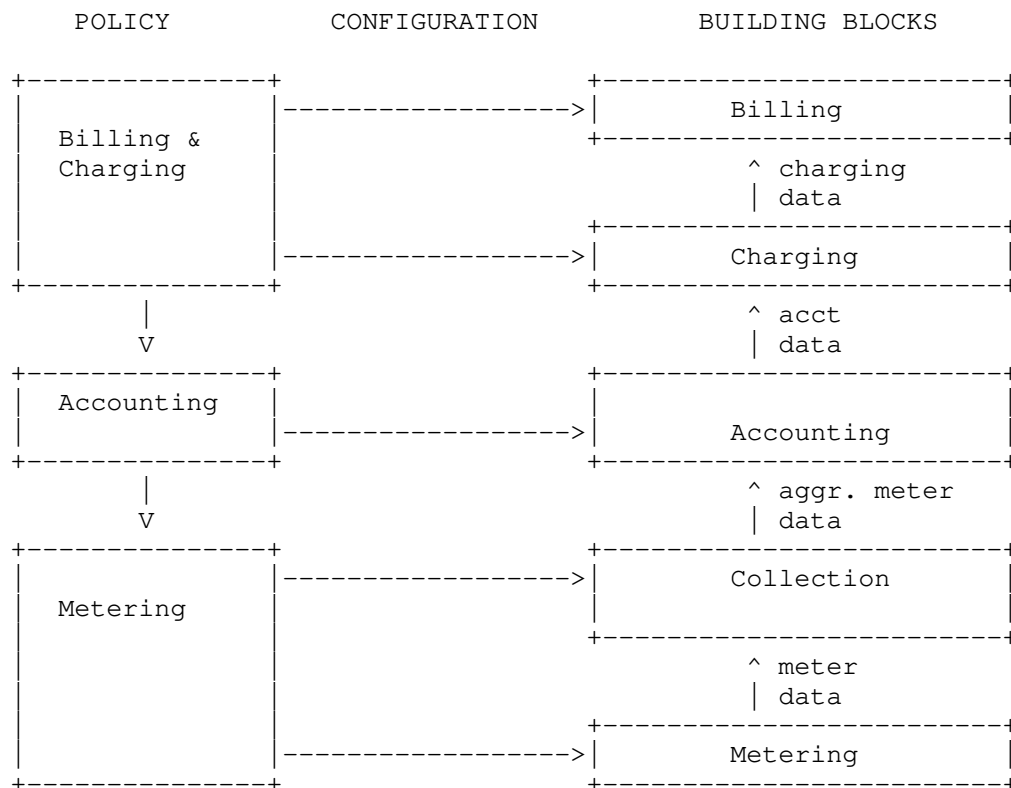 POLICY CONFIGURATION BUILDING BLOCKS
Billing
Billing &
Charging ^ charging
| data
Charging
| ^ acct
V | data
Accounting
Accounting
| ^ aggr. meter
V | data
Collection
Metering
^ meter
| data
Metering